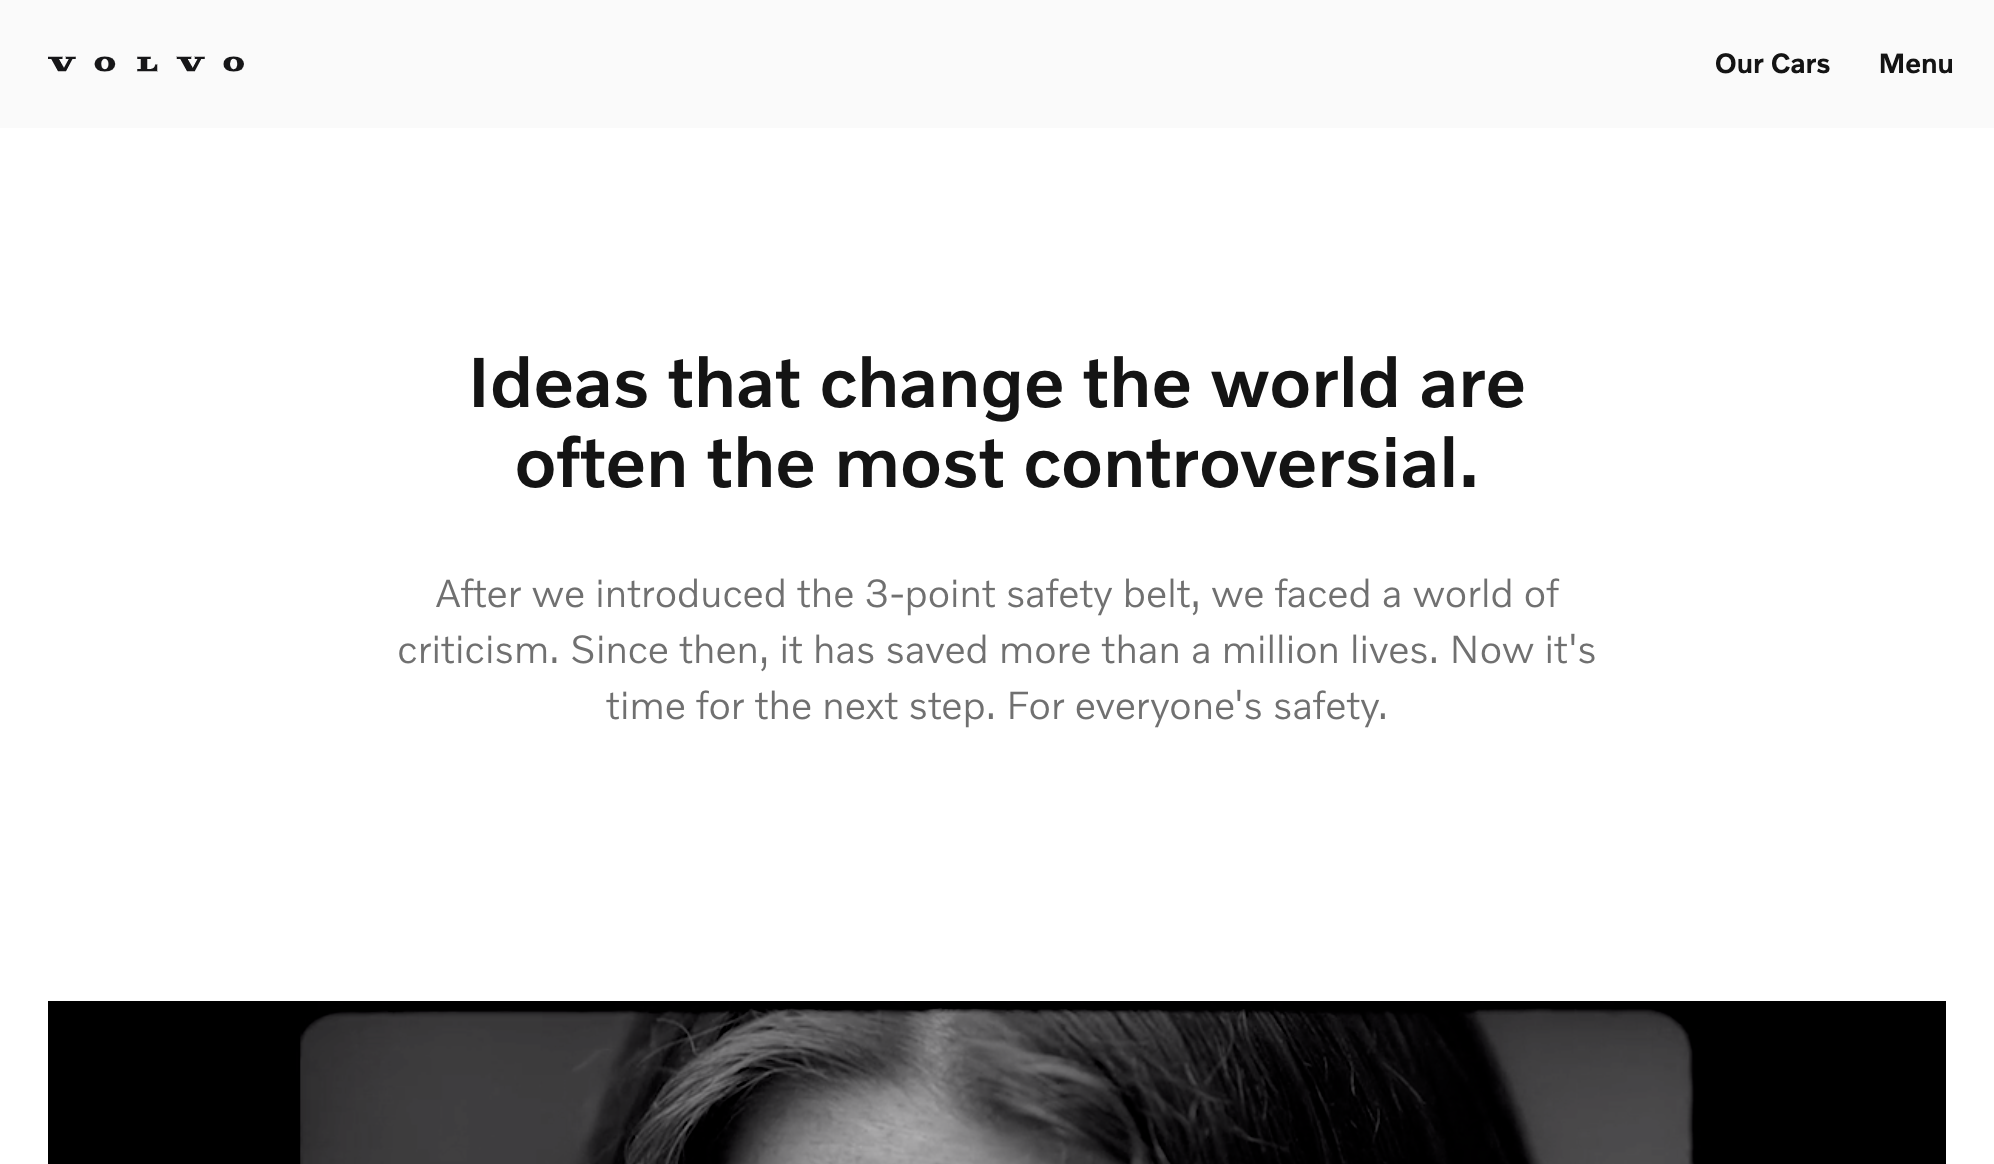 VOLVO
Our Cars
Menu
Ideas that change the world are
often the most controversial.
After we introduced the 3-point safety belt, we faced a world of
criticism. Since then, it has saved more than a million lives. Now it's
time for the next step. For everyone's safety.